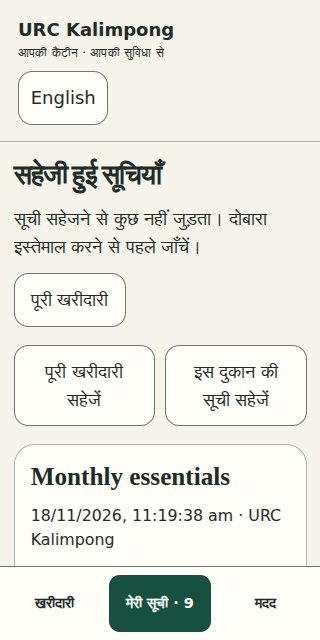 URC Kalimpong
आपकी कैंटीन · आपकी सुविधा से
English
सहेजी हुई सूचियाँ
सूची सहेजने से कुछ नहीं जुड़ता। दोबारा
इस्तेमाल करने से पहले जाँचें।
पूरी खरीदारी
पूरी खरीदारी
सहेजें
इस दुकान की
सूची सहेजें
Monthly essentials
18/11/2026, 11:19:38 am · URC
Kalimpong
खरीदारी
मेरी सूची · 9
मदद